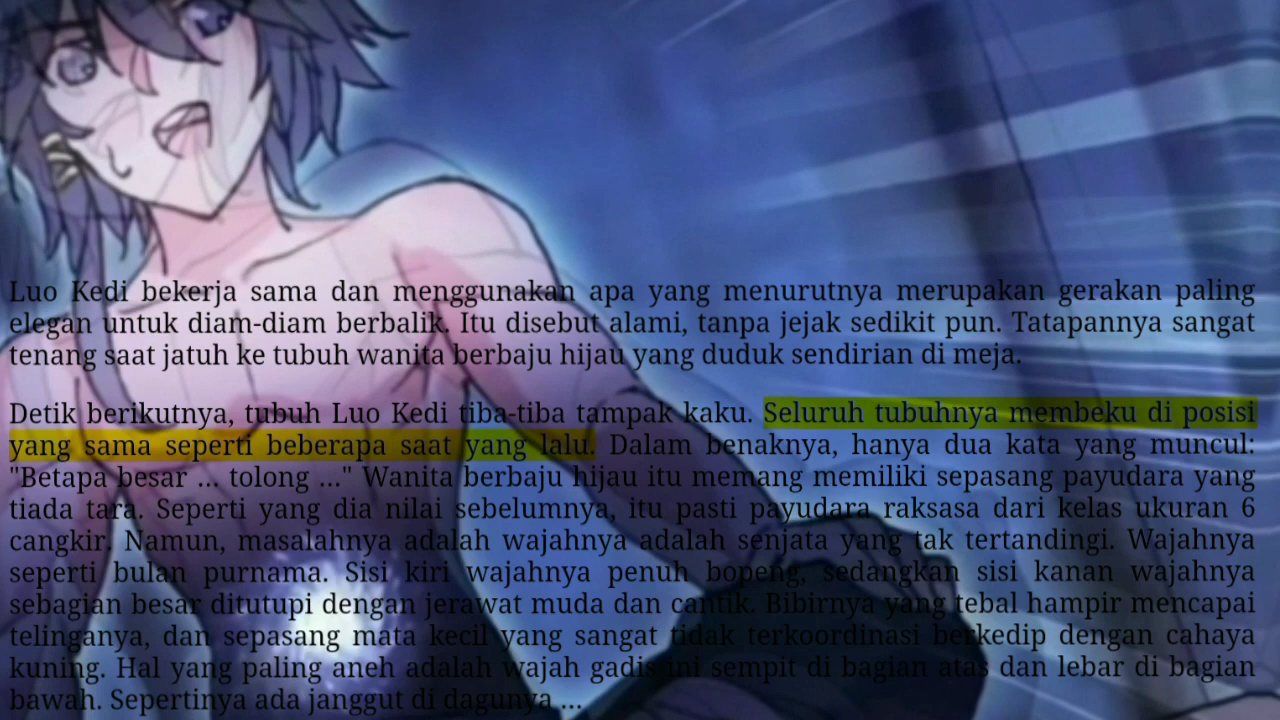 Luo Kedi bekerja sama dan menggunakan apa yang menurutnya merupakan gerakan paling
elegan untuk diam-diam berbalik. Itu disebut alami, tanpa jejak sedikit pun. Tatapannya sangat
tenang saat jatuh ke tubuh wanita berbaju hijau yang duduk sendirian di meja.
Detik berikutnya, tubuh Luo Kedi tiba-tiba tampak kaku. Seluruh tubuhnya membeku di posisi
yang sama seperti beberapa saat yang lalu. Dalam benaknya, hanya dua kata yang muncul:
"Betapa besar ... tolong ..." Wanita berbaju hijau itu memang memiliki sepasang payudara yang
tiada tara. Seperti yang dia nilai sebelumnya, itu pasti payudara raksasa dari kelas ukuran 6
cangkir. Namun, masalahnya adalah wajahnya adalah senjata yang tak tertandingi. Wajahnya
seperti bulan purnama. Sisi kiri wajahnya penuh bopeng, sedangkan sisi kanan wajahnya
sebagian besar ditutupi dengan jerawat muda dan cantik. Bibirnya yang tebal hampir mencapai
telinganya, dan sepasang mata kecil yang sangat tidak terkoordinasi berkedip dengan cahaya
kuning. Hal yang paling aneh adalah wajah gadis ini sempit di bagian atas dan lebar di bagian
bawah. Sepertinya ada janggut di dagunya ...